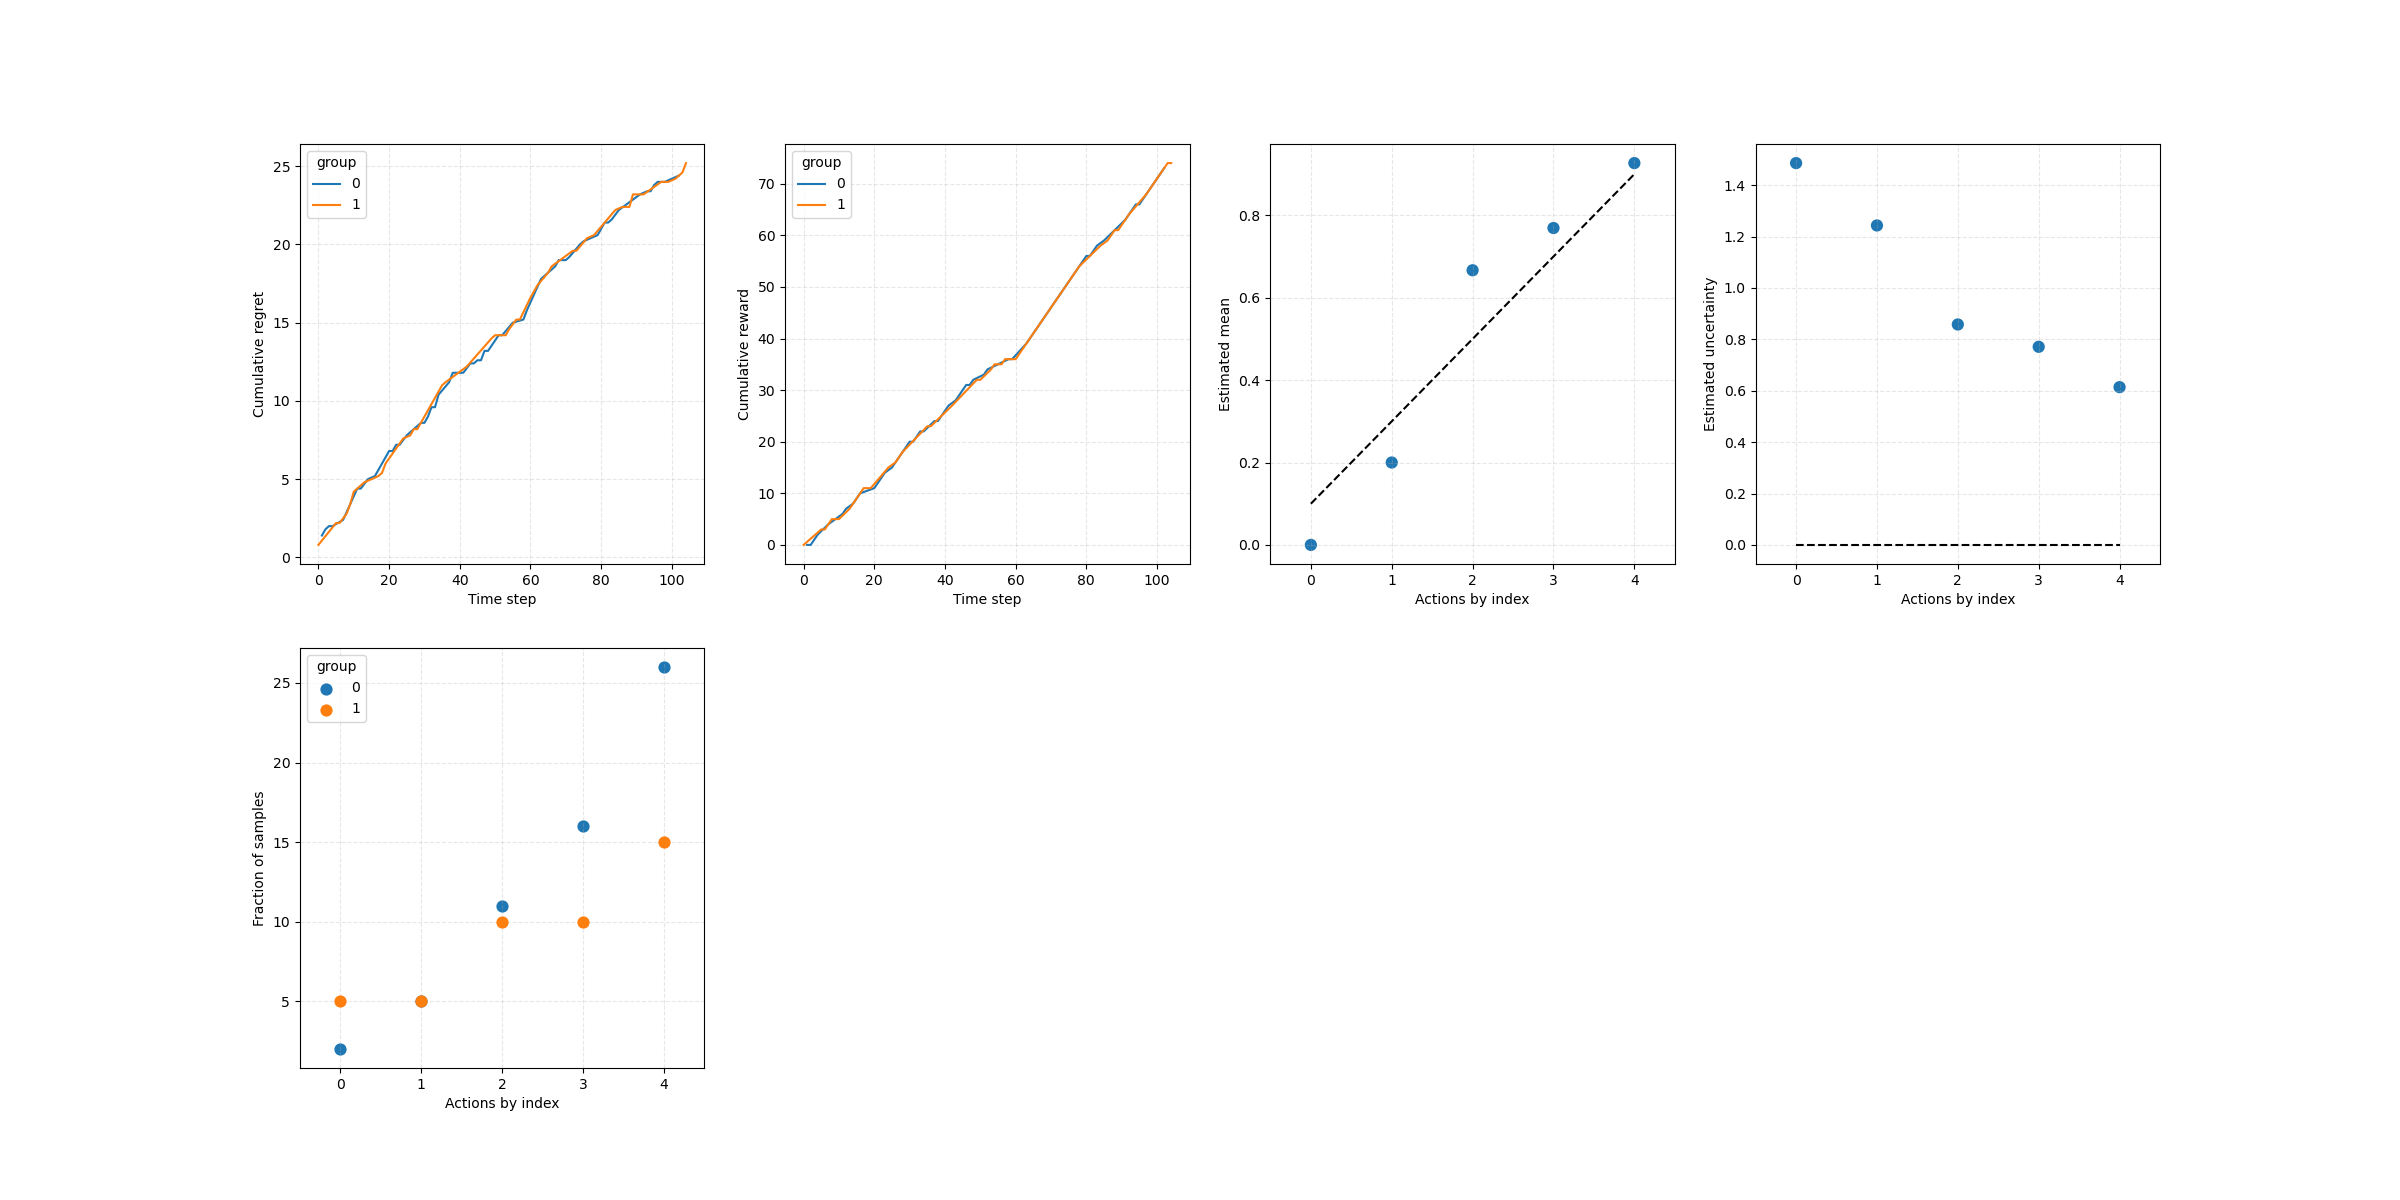 group
0
1
25
20
15
10
5
0
Cumulative regret
0 20 40 60 80 100
Time step
group
0
1
70
60
50
40
30
20
10
0
Cumulative reward
0 20 40 60 80 100
Time step
0.8
0.6
0.4
0.2
0.0
Estimated mean
0 1 2 3 4
Actions by index
1.4
1.2
1.0
0.8
0.6
0.4
0.2
0.0
Estimated uncertainty
0 1 2 3 4
Actions by index
group
0
1
25
20
15
10
5
Fraction of samples
0 1 2 3 4
Actions by index